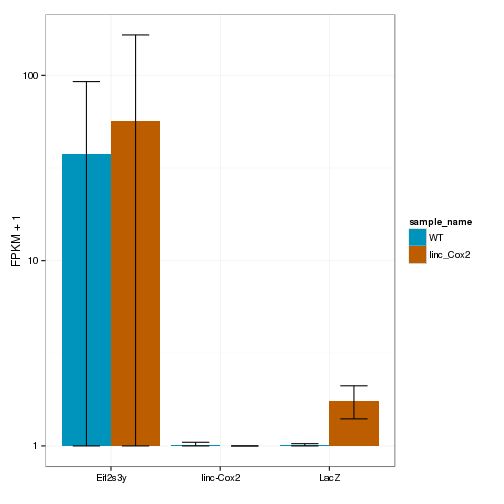 100
10
1
FPKM + 1
Eif2s3y
linc-Cox2
LacZ
sample_name
WT
linc_Cox2